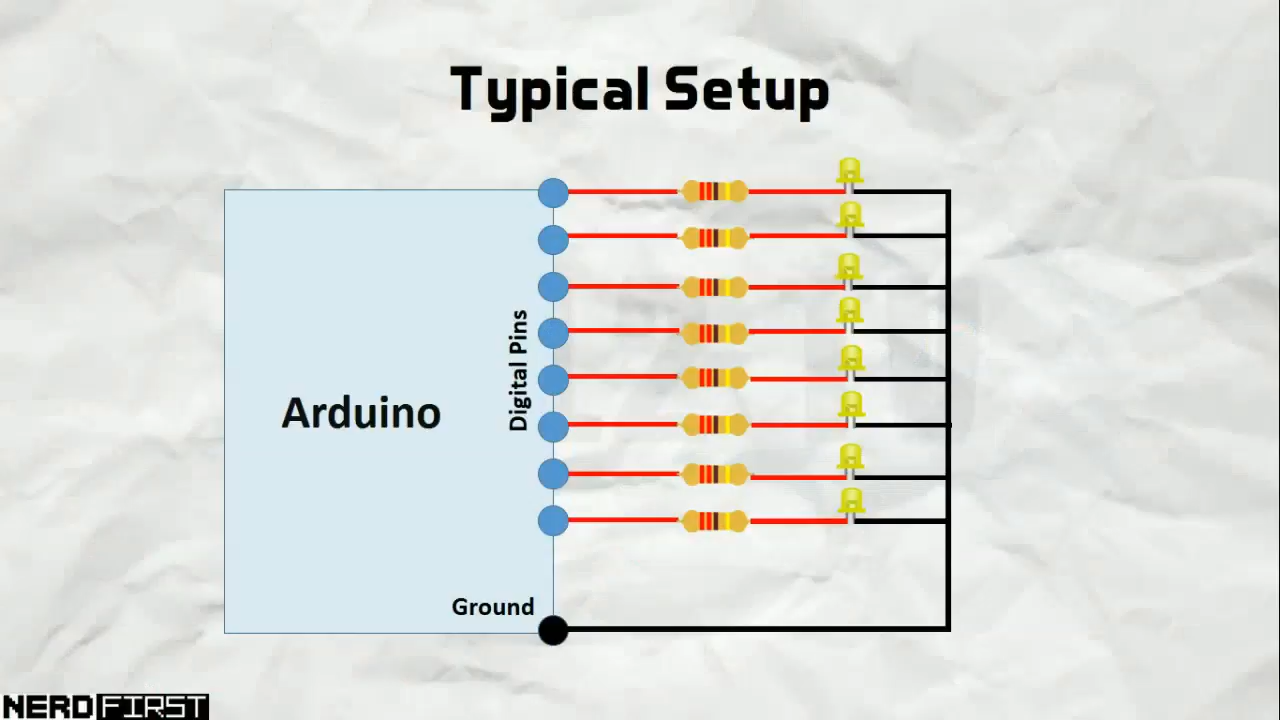 Typical Setup
Digital Pins
Arduino
Ground
NERDFIRST